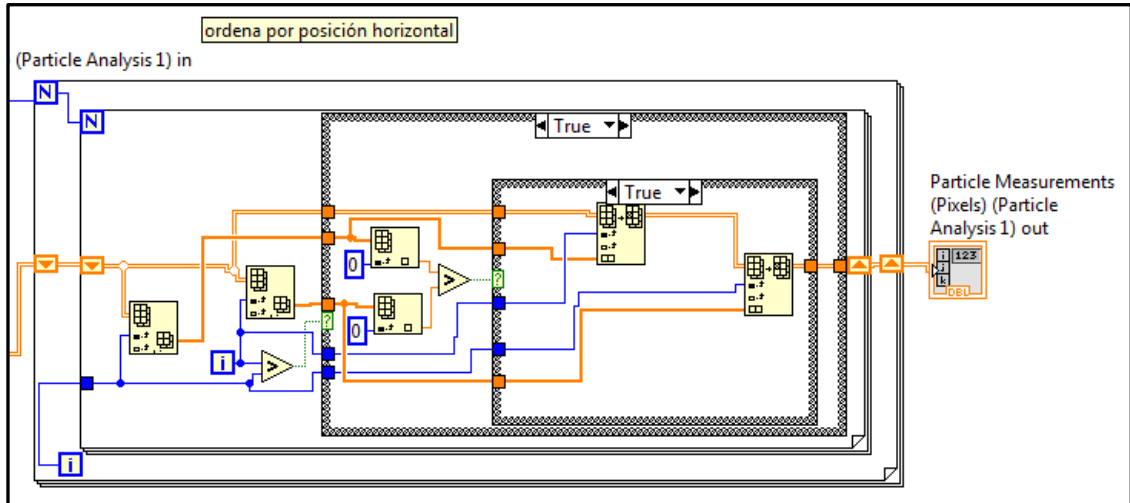 ordena por posición horizontal
(Particle Analysis 1) in
N
N
True
True
0
0
>
>
?
?
i
i
Particle Measurements
(Pixels) (Particle
Analysis 1) out
i
j
k
123
DBL